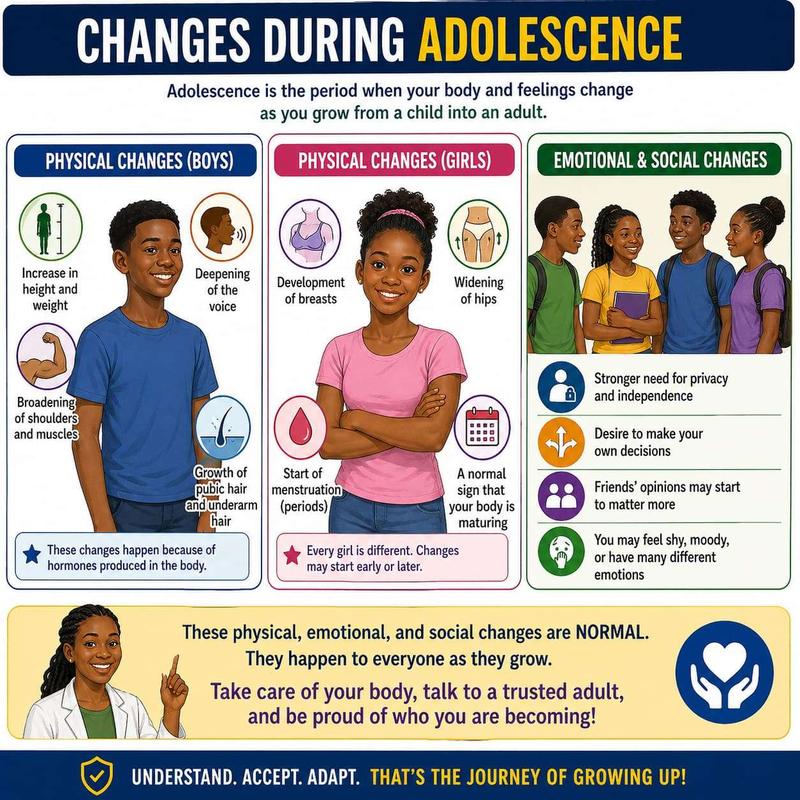 CHANGES DURING ADOLESCENCE
Adolescence is the period when your body and feelings change
as you grow from a child into an adult.
PHYSICAL CHANGES (BOYS)
Increase in
height and
weight
Deepening
of the
voice
Broadening
of shoulders
and muscles
Growth of
pubic hair
and underarm
hair
These changes happen because of
hormones produced in the body.
PHYSICAL CHANGES (GIRLS)
Development
of breasts
Widening
of hips
Start of
menstruation
(periods)
A normal
sign that
your body is
maturing
Every girl is different. Changes
may start early or later.
EMOTIONAL & SOCIAL CHANGES
Stronger need for privacy
and independence
Desire to make your
own decisions
Friends' opinions may start
to matter more
You may feel shy, moody,
or have many different
emotions
These physical, emotional, and social changes are NORMAL.
They happen to everyone as they grow.
Take care of your body, talk to a trusted adult,
and be proud of who you are becoming!
UNDERSTAND. ACCEPT. ADAPT. THAT'S THE JOURNEY OF GROWING UP!